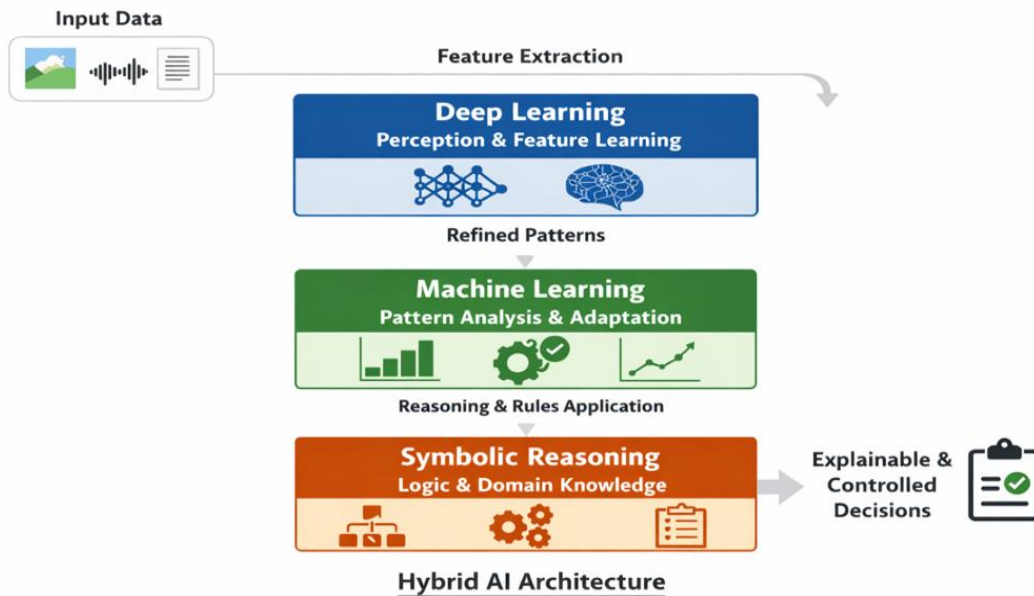 Input Data
Feature Extraction
Deep Learning
Perception & Feature Learning
Refined Patterns
Machine Learning
Pattern Analysis & Adaptation
Reasoning & Rules Application
Symbolic Reasoning
Logic & Domain Knowledge
Explainable &
Controlled
Decisions
Hybrid AI Architecture